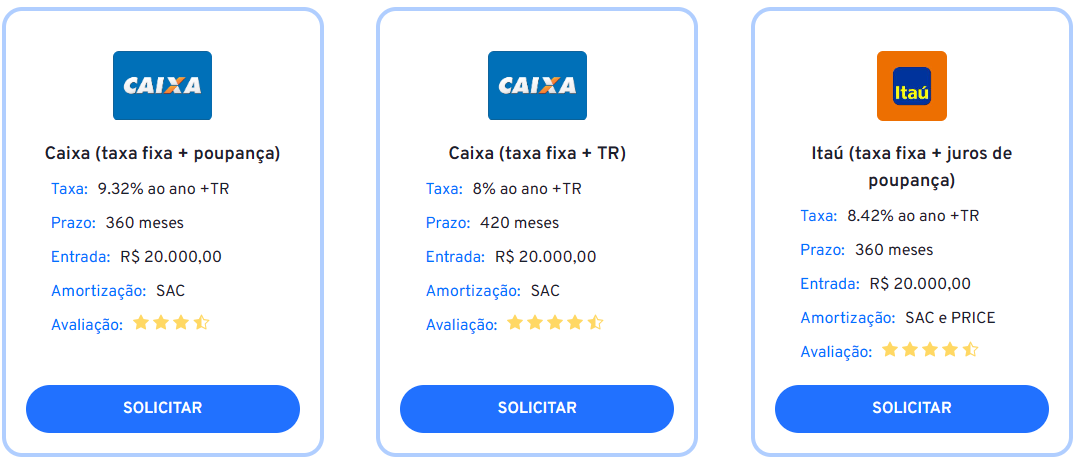 CAIXA
Caixa (taxa fixa + poupança)
Taxa: 9.32% ao ano +TR
Prazo: 360 meses
Entrada: R$ 20.000,00
Amortização: SAC
Avaliação:
SOLICITAR
CAIXA
Caixa (taxa fixa + TR)
Taxa: 8% ao ano +TR
Prazo: 420 meses
Entrada: R$ 20.000,00
Amortização: SAC
Avaliação:
SOLICITAR
Itaú
Itaú (taxa fixa + juros de
poupança)
Taxa: 8.42% ao ano +TR
Prazo: 360 meses
Entrada: R$ 20.000,00
Amortização: SAC e PRICE
Avaliação:
SOLICITAR